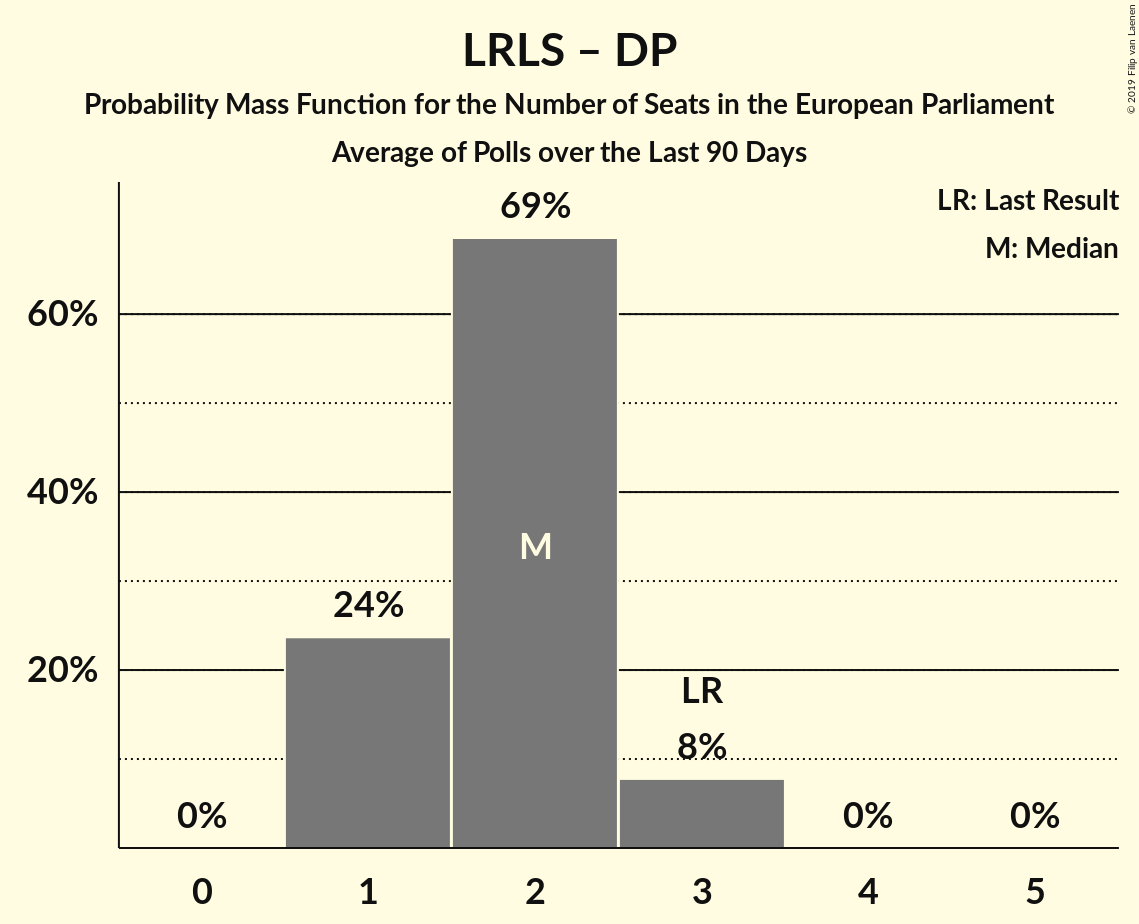 LRLS – DP
Probability Mass Function for the Number of Seats in the European Parliament
Average of Polls over the Last 90 Days
© 2019 Filip van Laenen
LR: Last Result
M: Median
69%
60%
40%
M
24%
20%
LR
8%
0%
0%
0%
0
1
2
3
4
5